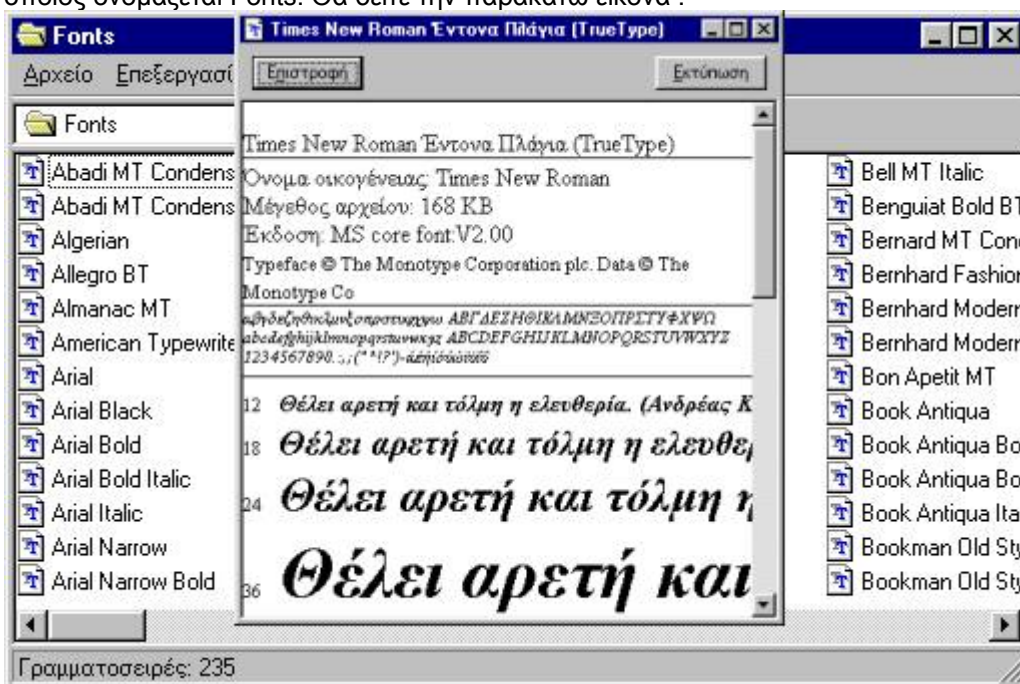 οποίος ονομάζεται Fonts. Θα δείτε την παρακάτω εικόνα :
Fonts
Αρχείο Επεξεργασί
Fonts
Abadi MT Condens
Abadi MT Condens
Algerian
Allegro BT
Almanac MT
American Typewrite
Arial
Arial Black
Arial Bold
Arial Bold Italic
Arial Italic
Arial Narrow
Arial Narrow Bold
Times New Roman Έντονα Πλάγια (TrueType)
Επιστροφή Εκτύπωση
Times New Roman Έντονα Πλάγια (TrueType)
Όνομα οικογένειας: Times New Roman
Μέγεθος αρχείου: 168 KB
Έκδοση: MS core font:V2.00
Typeface © The Monotype Corporation plc. Data © The
Monotype Co
ΑΒΓΔΕΖΗΘΙΚΛΜΝΞΟΠΡΣΤΥΦΧΨΩ
abcdefghijklmnopqrstuvwxyz ABCDEFGHIJKLMNOPQRSTUVWXYZ
1234567890.:,;("*!?')
12 Θέλει αρετή και τόλμη η ελευθερία. (Ανδρέας Κ
18 Θέλει αρετή και τόλμη η ελευθε
24 Θέλει αρετή και τόλμη η
36 Θέλει αρετή και
Bell MT Italic
Benguiat Bold BT
Bernard MT Con
Bernhard Fashion
Bernhard Modern
Bernhard Modern
Bon Apetit MT
Book Antiqua
Book Antiqua Bo
Book Antiqua Bo
Book Antiqua Ita
Bookman Old Sty
Bookman Old Sty
Γραμματοσειρές: 235